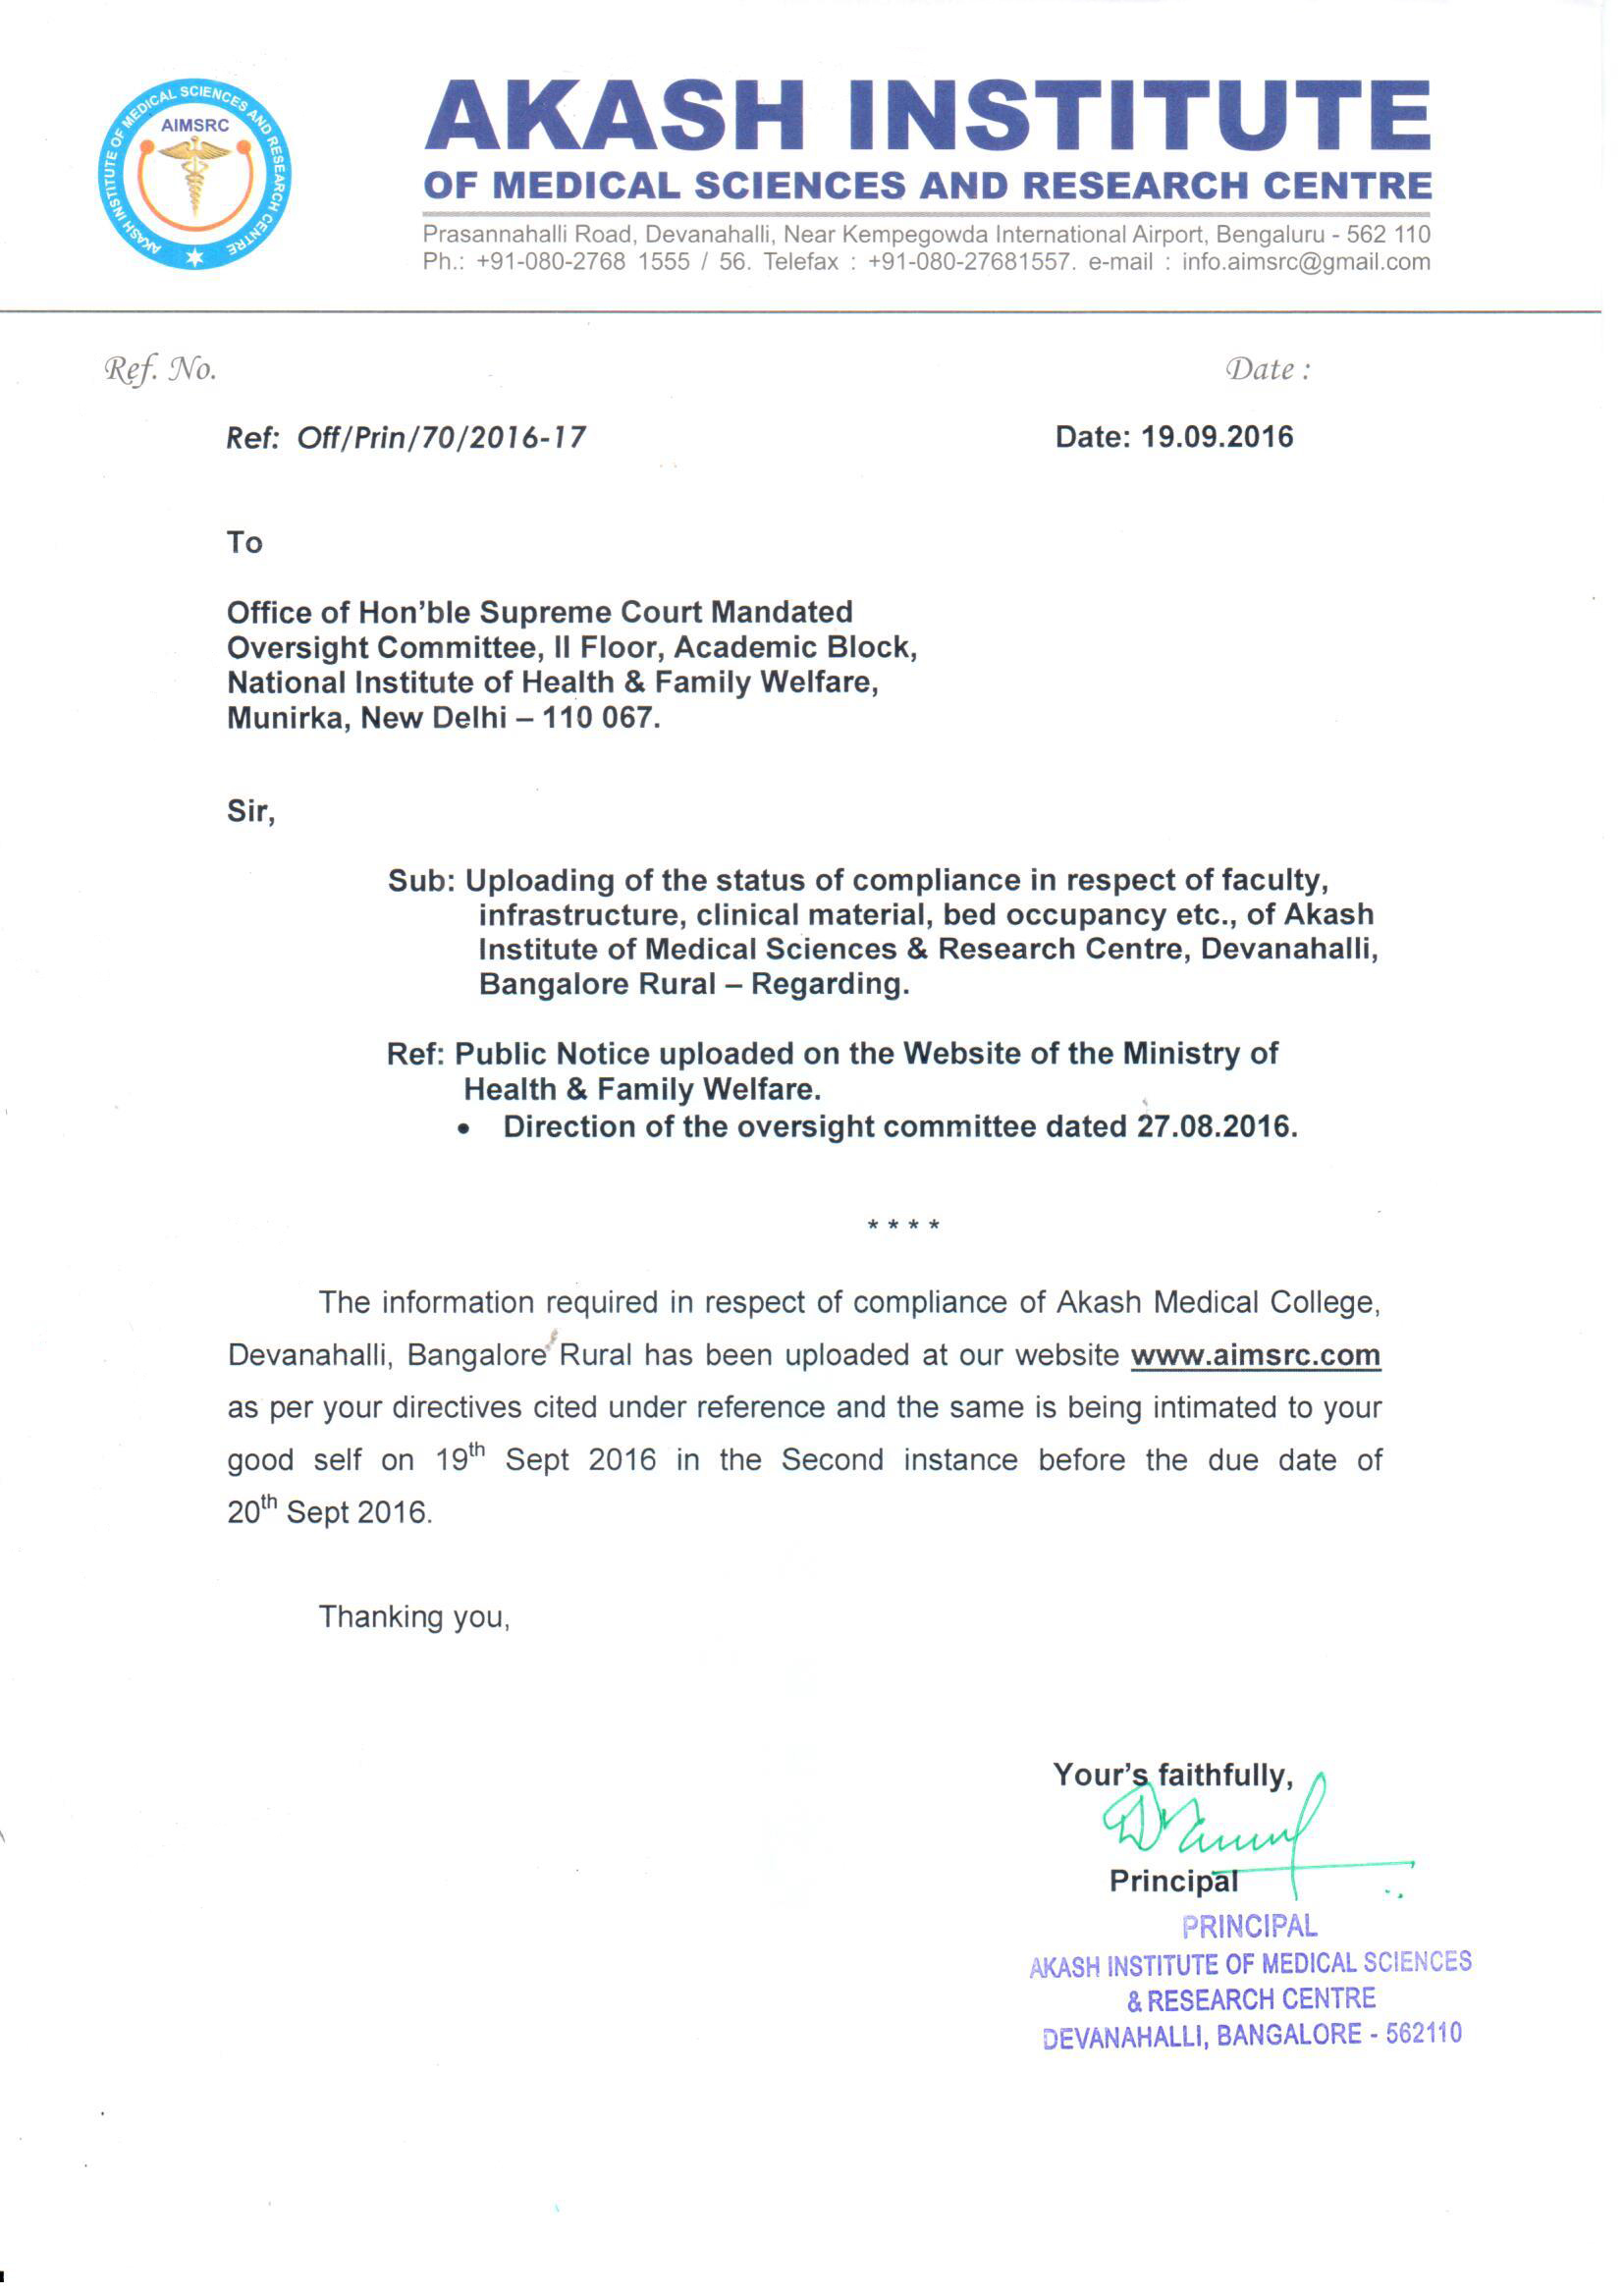 AKASH INSTITUTE OF MEDICAL SCIENCES AND RESEARCH CENTRE
AIMSRC
AKASH INSTITUTE
OF MEDICAL SCIENCES AND RESEARCH CENTRE
Prasannahalli Road, Devanahalli, Near Kempegowda International Airport, Bengaluru - 562 110
Ph.: +91-080-2768 1555 / 56. Telefax : +91-080-27681557. e-mail : info.aimsrc@gmail.com
Ref. No. Date :
Ref: Off/Prin/70/2016-17 Date: 19.09.2016
To
Office of Hon'ble Supreme Court Mandated
Oversight Committee, II Floor, Academic Block,
National Institute of Health & Family Welfare,
Munirka, New Delhi – 110 067.
Sir,
Sub: Uploading of the status of compliance in respect of faculty,
infrastructure, clinical material, bed occupancy etc., of Akash
Institute of Medical Sciences & Research Centre, Devanahalli,
Bangalore Rural – Regarding.
Ref: Public Notice uploaded on the Website of the Ministry of
Health & Family Welfare.
• Direction of the oversight committee dated 27.08.2016.
* * * *
The information required in respect of compliance of Akash Medical College,
Devanahalli, Bangalore Rural has been uploaded at our website www.aimsrc.com
as per your directives cited under reference and the same is being intimated to your
good self on 19th Sept 2016 in the Second instance before the due date of
20th Sept 2016.
Thanking you,
Your's faithfully,
Principal
PRINCIPAL
AKASH INSTITUTE OF MEDICAL SCIENCES
& RESEARCH CENTRE
DEVANAHALLI, BANGALORE - 562110